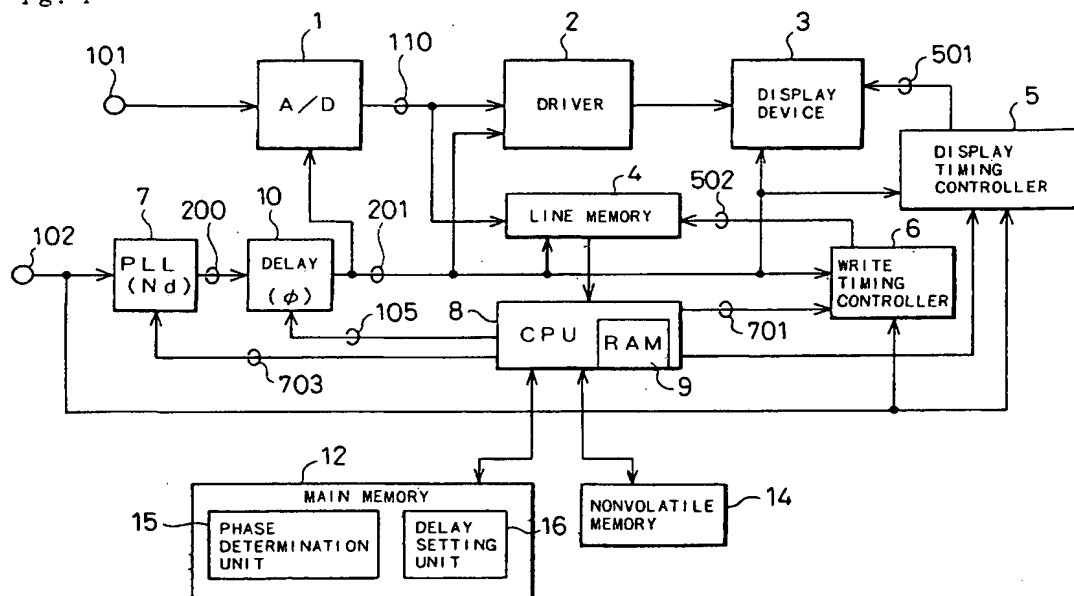 1
110
2
3
501
101
A/D
DRIVER
DISPLAY
DEVICE
5
DISPLAY
TIMING
CONTROLLER
4
502
7
200
10
201
LINE MEMORY
6
102
PLL
(Nd)
DELAY
(φ)
WRITE
TIMING
CONTROLLER
105
8
CPU
RAM
701
703
9
12
MAIN MEMORY
15
PHASE
DETERMINATION
UNIT
DELAY
SETTING
UNIT
16
NONVOLATILE
MEMORY
14